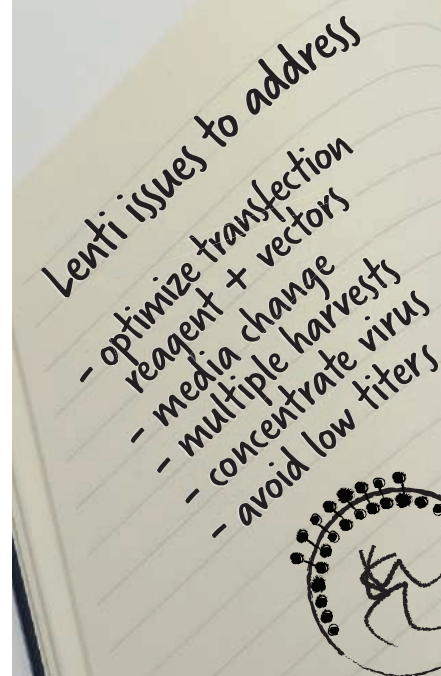 Lenti issues to address
- optimize transfection
reagent + vectors
- media change
- multiple harvests
- concentrate virus
- avoid low titers